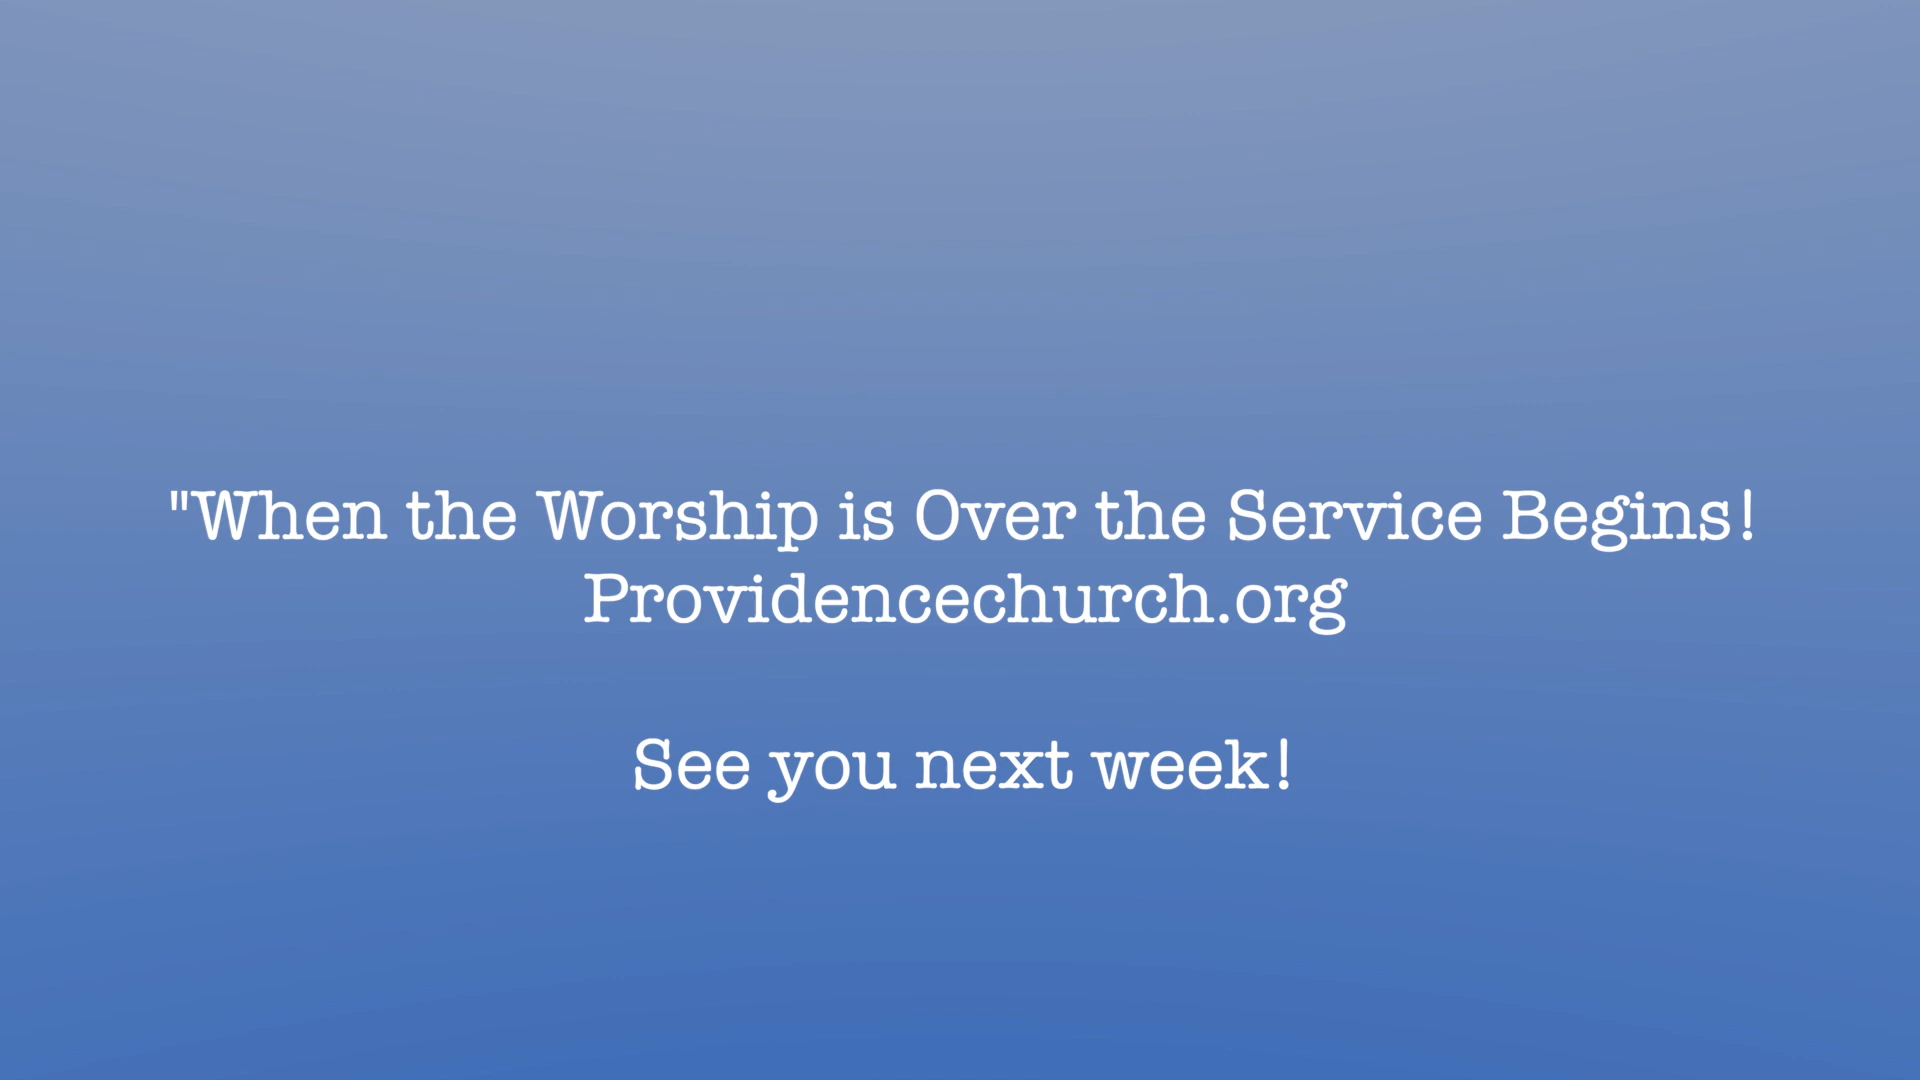 "When the Worship is Over the Service Begins!
Providencechurch.org
See you next week!